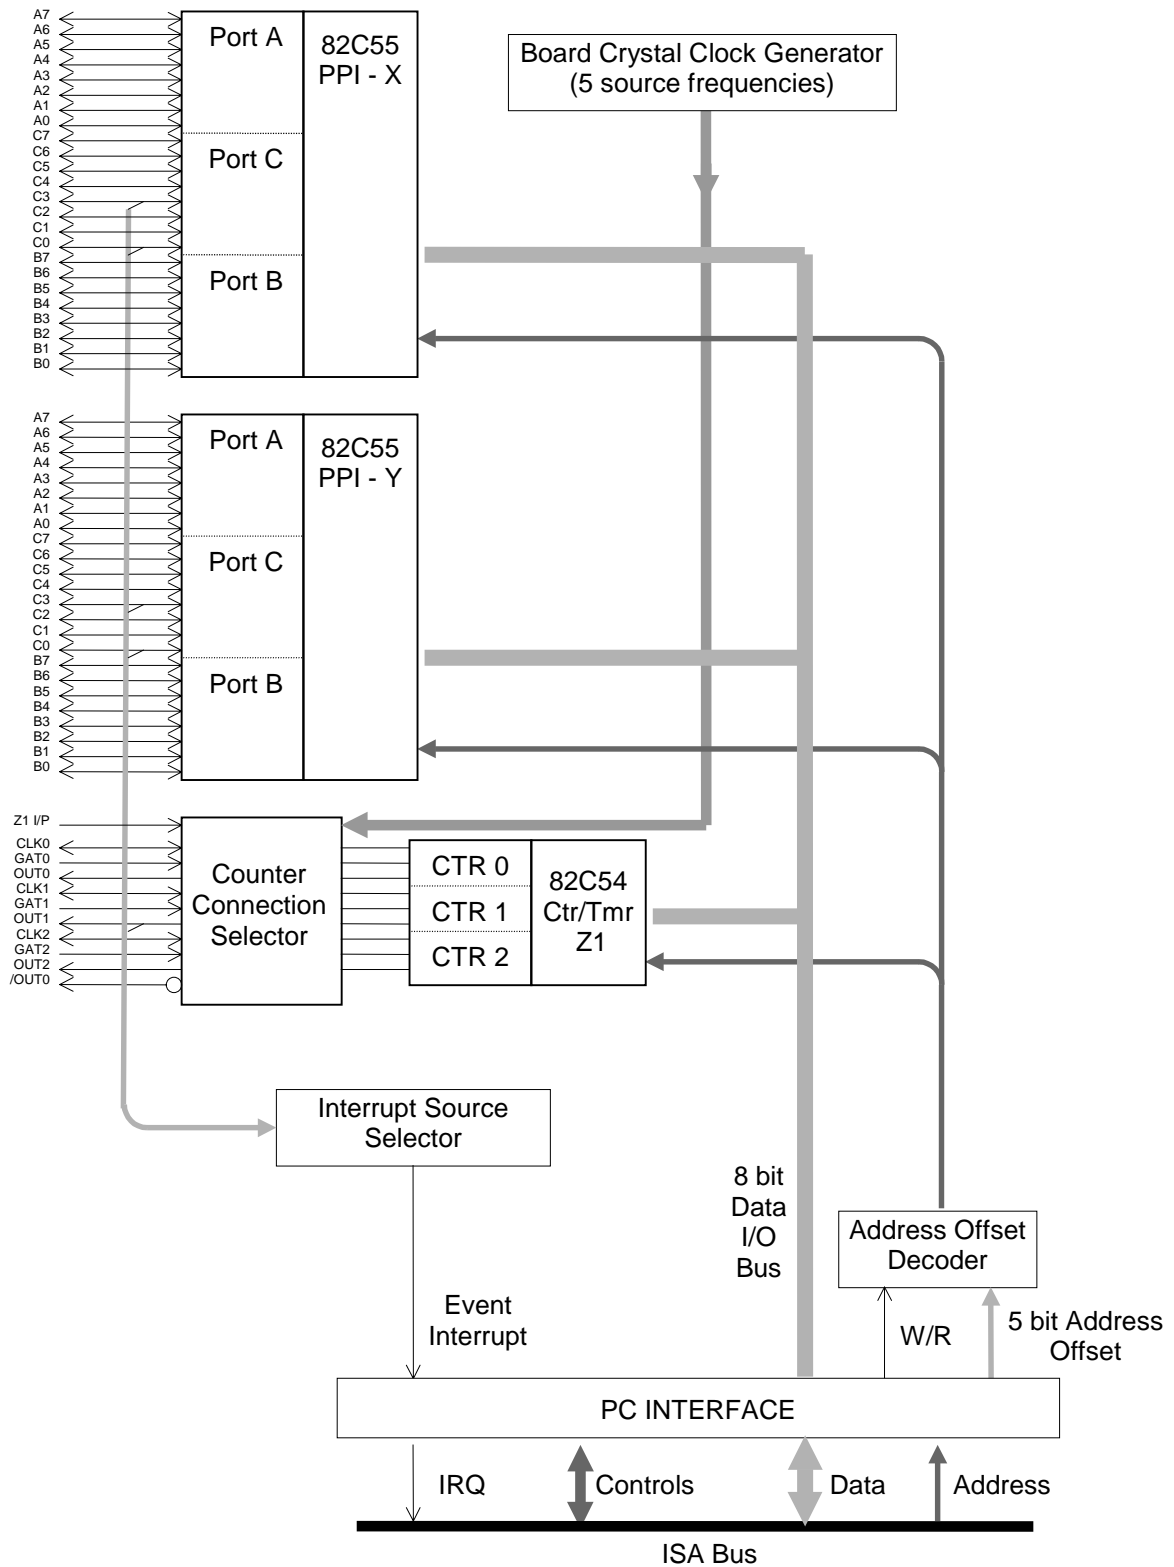 A7
A6
A5
A4
A3
A2
A1
A0
C7
C6
C5
C4
C3
C2
C1
C0
B7
B6
B5
B4
B3
B2
B1
B0
Port A
Port C
Port B
82C55
PPI - X
Board Crystal Clock Generator
(5 source frequencies)
A7
A6
A5
A4
A3
A2
A1
A0
C7
C6
C5
C4
C3
C2
C1
C0
B7
B6
B5
B4
B3
B2
B1
B0
Port A
Port C
Port B
82C55
PPI - Y
Z1 I/P
CLK0
GAT0
OUT0
CLK1
GAT1
OUT1
CLK2
GAT2
OUT2
/OUT0
Counter
Connection
Selector
CTR 0
CTR 1
CTR 2
82C54
Ctr/Tmr
Z1
Interrupt Source
Selector
8 bit
Data
I/O
Bus
Address Offset
Decoder
Event
Interrupt
W/R
5 bit Address
Offset
PC INTERFACE
IRQ
Controls
Data
Address
ISA Bus